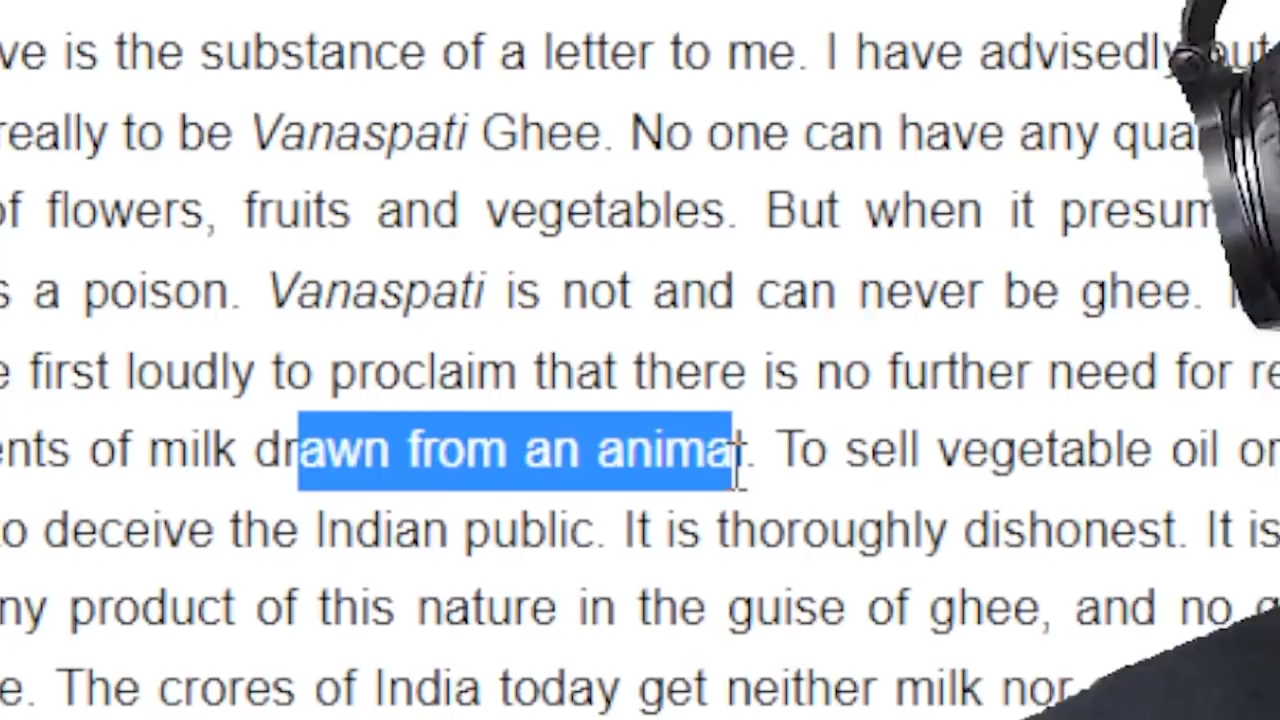 ve is the substance of a letter to me. I have advisedly
really to be Vanaspati Ghee. No one can have any
of flowers, fruits and vegetables. But when it
s a poison. Vanaspati is not and can never be ghee.
e first loudly to proclaim that there is no further need for re
ents of milk drawn from an animal. To sell vegetable oil or
to deceive the Indian public. It is thoroughly dishonest. It is
ny product of this nature in the guise of ghee, and no
e. The crores of India today get neither milk nor